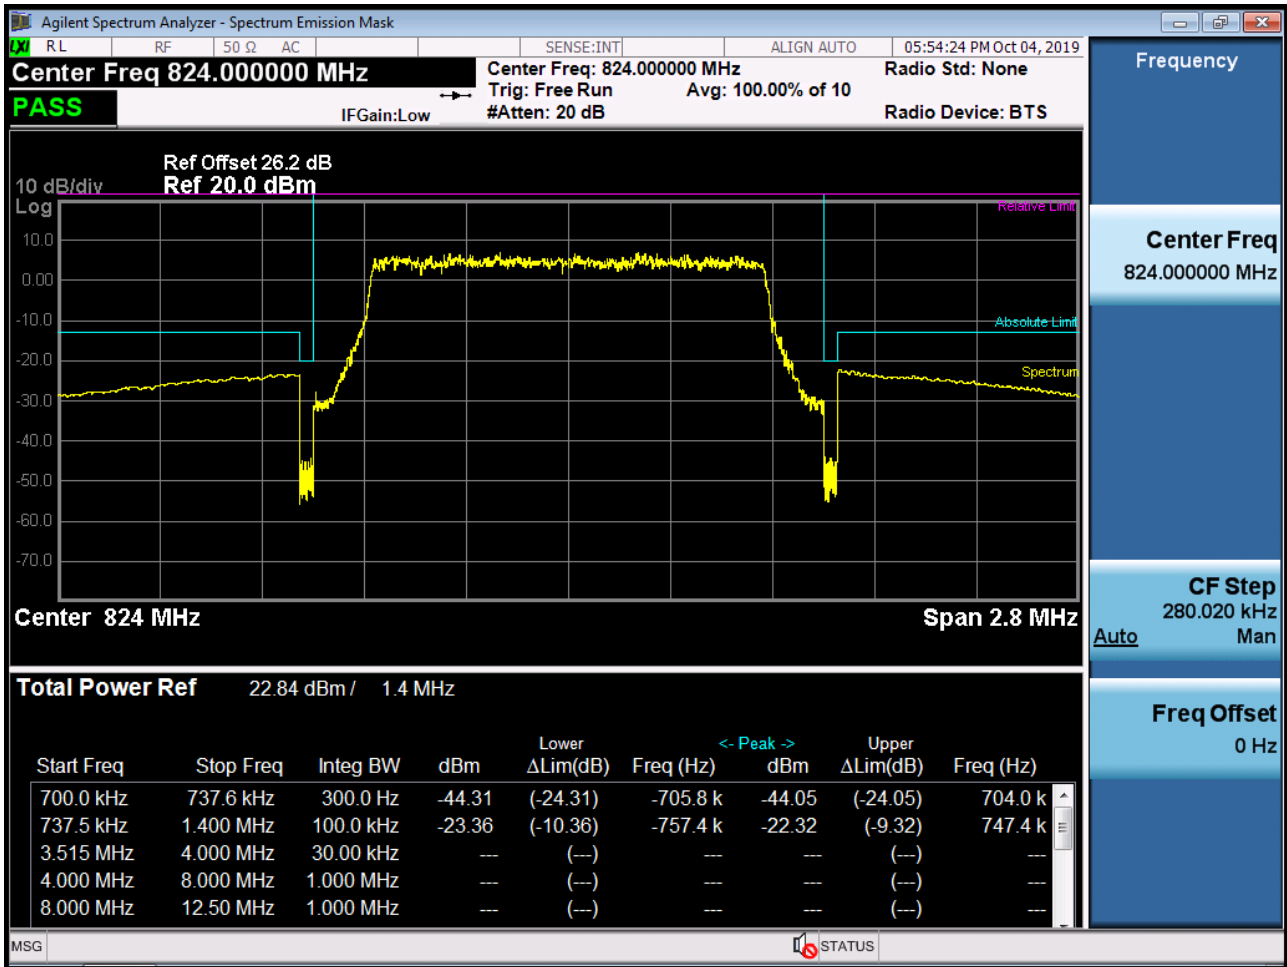 Agilent Spectrum Analyzer - Spectrum Emission Mask
LXI RL RF 50 Ω AC SENSE:INT ALIGN AUTO 05:54:24 PM Oct 04, 2019
Center Freq 824.000000 MHz
Center Freq: 824.000000 MHz Radio Std: None
Trig: Free Run Avg: 100.00% of 10
PASS IFGain:Low #Atten: 20 dB Radio Device: BTS
Ref Offset 26.2 dB
10 dB/div Ref 20.0 dBm
Log
Relative Limit
10.0
0.00
-10.0
Absolute Limit
-20.0
Spectrum
-30.0
-40.0
-50.0
-60.0
-70.0
Center 824 MHz Span 2.8 MHz
Total Power Ref 22.84 dBm / 1.4 MHz
Lower <- Peak -> Upper
Start Freq Stop Freq Integ BW dBm ΔLim(dB) Freq (Hz) dBm ΔLim(dB) Freq (Hz)
700.0 kHz 737.6 kHz 300.0 Hz -44.31 (-24.31) -705.8 k -44.05 (-24.05) 704.0 k
737.5 kHz 1.400 MHz 100.0 kHz -23.36 (-10.36) -757.4 k -22.32 (-9.32) 747.4 k
3.515 MHz 4.000 MHz 30.00 kHz --- (---) --- --- (---) ---
4.000 MHz 8.000 MHz 1.000 MHz --- (---) --- --- (---) ---
8.000 MHz 12.50 MHz 1.000 MHz --- (---) --- --- (---) ---
MSG STATUS
Frequency
Center Freq
824.000000 MHz
CF Step
280.020 kHz
Auto Man
Freq Offset
0 Hz